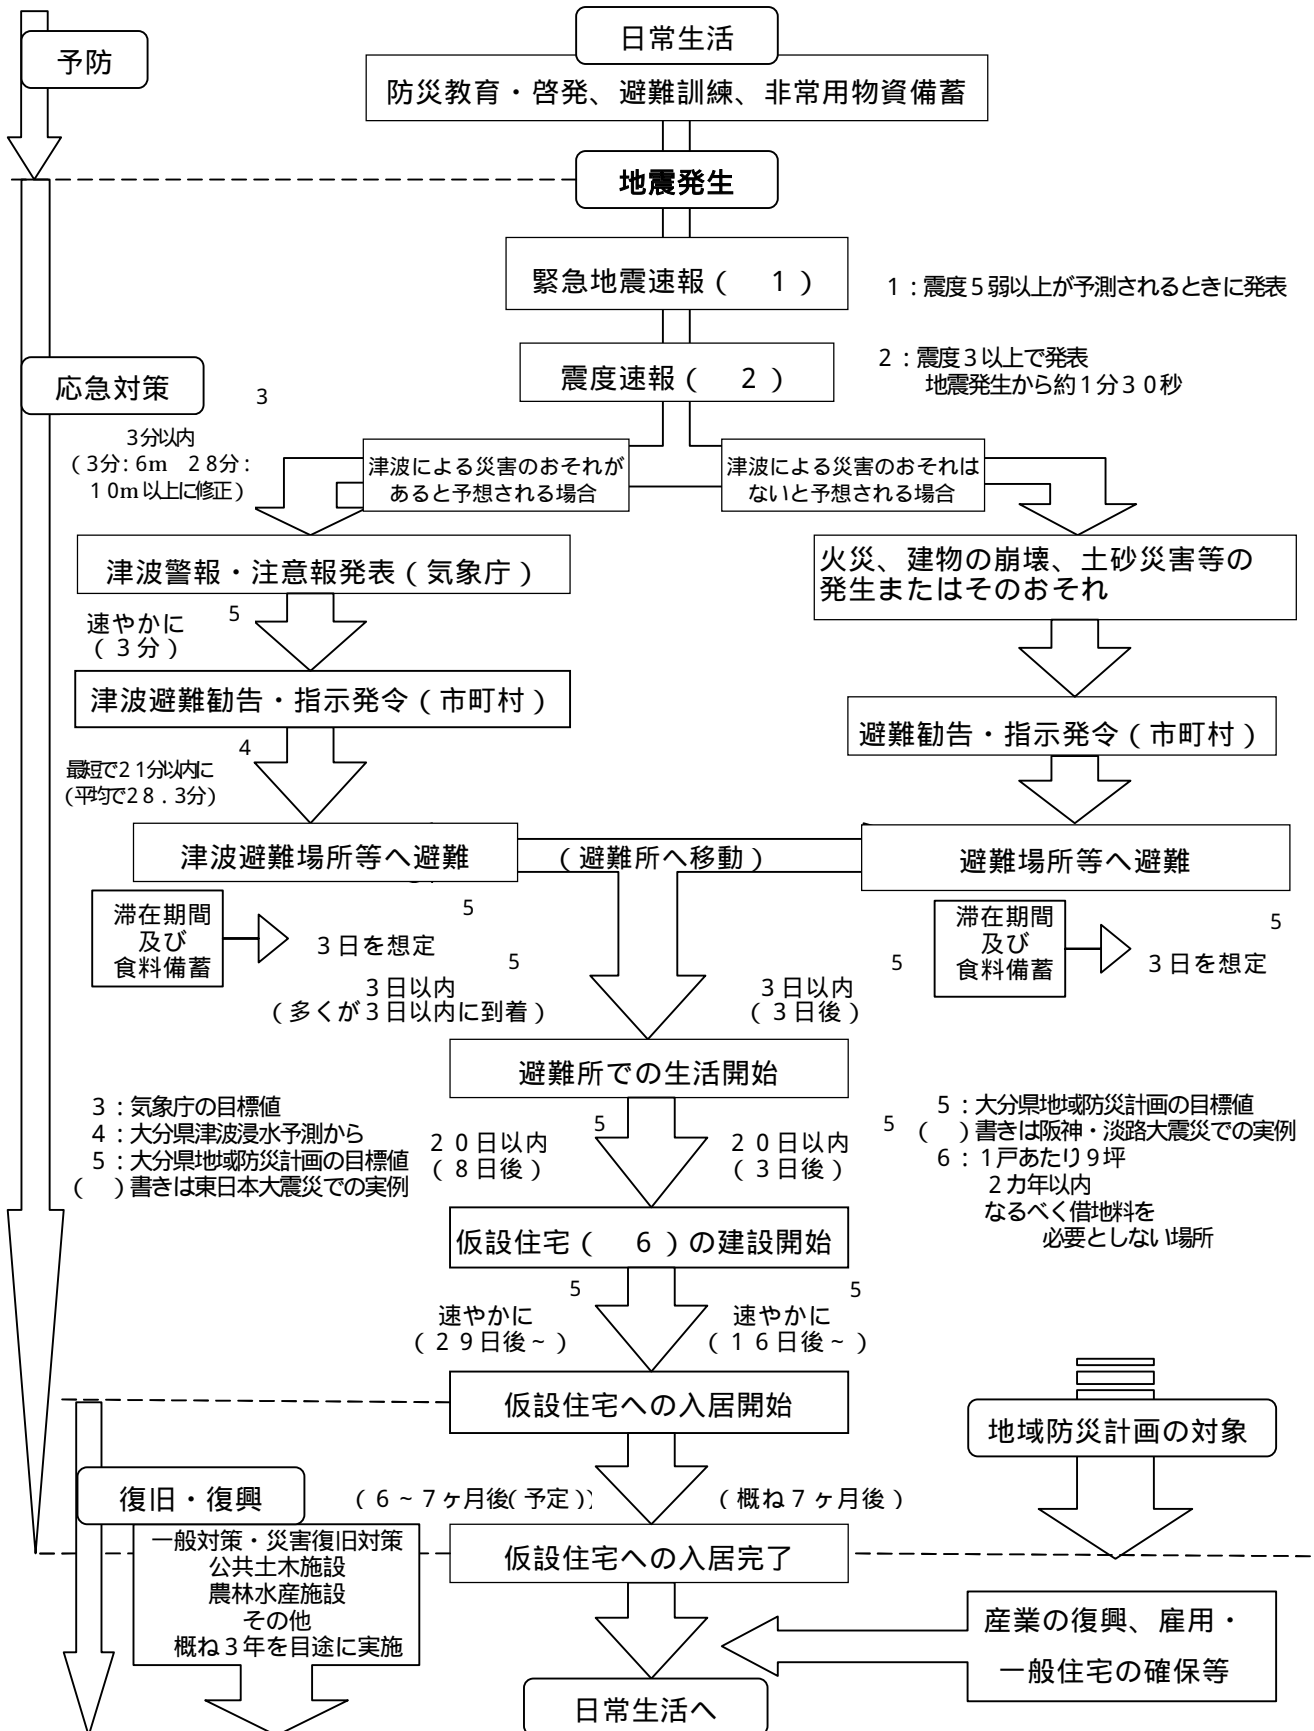 日常生活
予防
防災教育・啓発、避難訓練、非常用物資備蓄
地震発生
緊急地震速報（　１）
１：震度５弱以上が予測されるときに発表
震度速報（　２）
２：震度３以上で発表
地震発生から約１分３０秒
応急対策
３
３分以内
（３分：６ｍ　２８分：
１０ｍ以上に修正）
津波による災害のおそれが
あると予想される場合
津波による災害のおそれは
ないと予想される場合
津波警報・注意報発表（気象庁）
火災、建物の崩壊、土砂災害等の
発生またはそのおそれ
５
速やかに
（３分）
津波避難勧告・指示発令（市町村）
避難勧告・指示発令（市町村）
４
最短で２１分以内に
（平均で２８．３分）
津波避難場所等へ避難
（避難所へ移動）
避難場所等へ避難
滞在期間
及び
食料備蓄
５
３日を想定
５
３日以内
（多くが３日以内に到着）
５
３日以内
（３日後）
滞在期間
及び
食料備蓄
５
３日を想定
避難所での生活開始
３：気象庁の目標値
４：大分県津波浸水予測から
５：大分県地域防災計画の目標値
（　）書きは東日本大震災での実例
５
２０日以内
（８日後）
５
２０日以内
（３日後）
５：大分県地域防災計画の目標値
（　）書きは阪神・淡路大震災での実例
６：１戸あたり９坪
２カ年以内
なるべく借地料を
必要としない場所
仮設住宅（　６）の建設開始
５
速やかに
（２９日後～）
５
速やかに
（１６日後～）
仮設住宅への入居開始
地域防災計画の対象
復旧・復興
（６～７ヶ月後(予定)）
（概ね７ヶ月後）
一般対策・災害復旧対策
公共土木施設
農林水産施設
その他
概ね３年を目途に実施
仮設住宅への入居完了
産業の復興、雇用・
一般住宅の確保等
日常生活へ